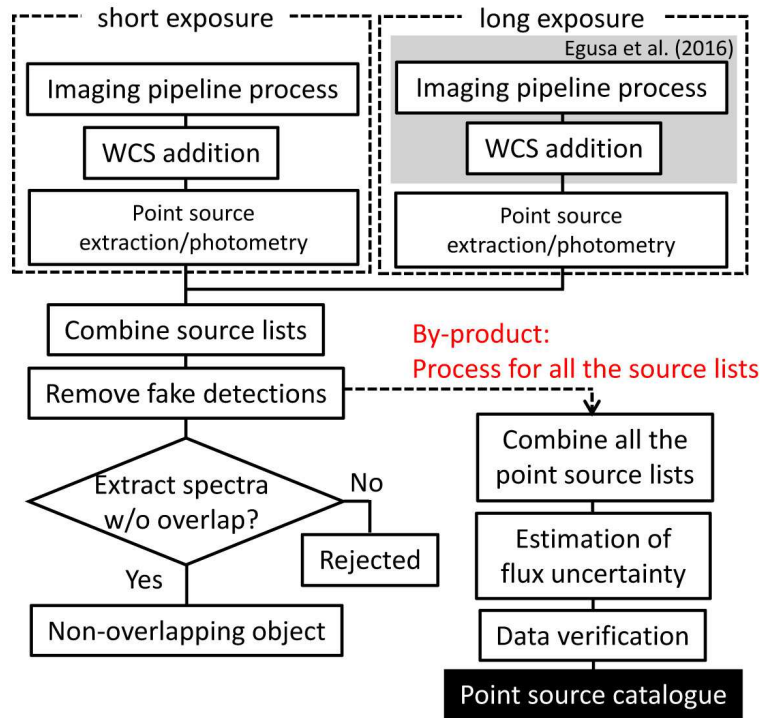 short exposure
Imaging pipeline process
WCS addition
Point source
extraction/photometry
long exposure
Egusa et al. (2016)
Imaging pipeline process
WCS addition
Point source
extraction/photometry
Combine source lists
Remove fake detections
By-product:
Process for all the source lists
Extract spectra
w/o overlap?
No
Rejected
Yes
Non-overlapping object
Combine all the
point source lists
Estimation of
flux uncertainty
Data verification
Point source catalogue